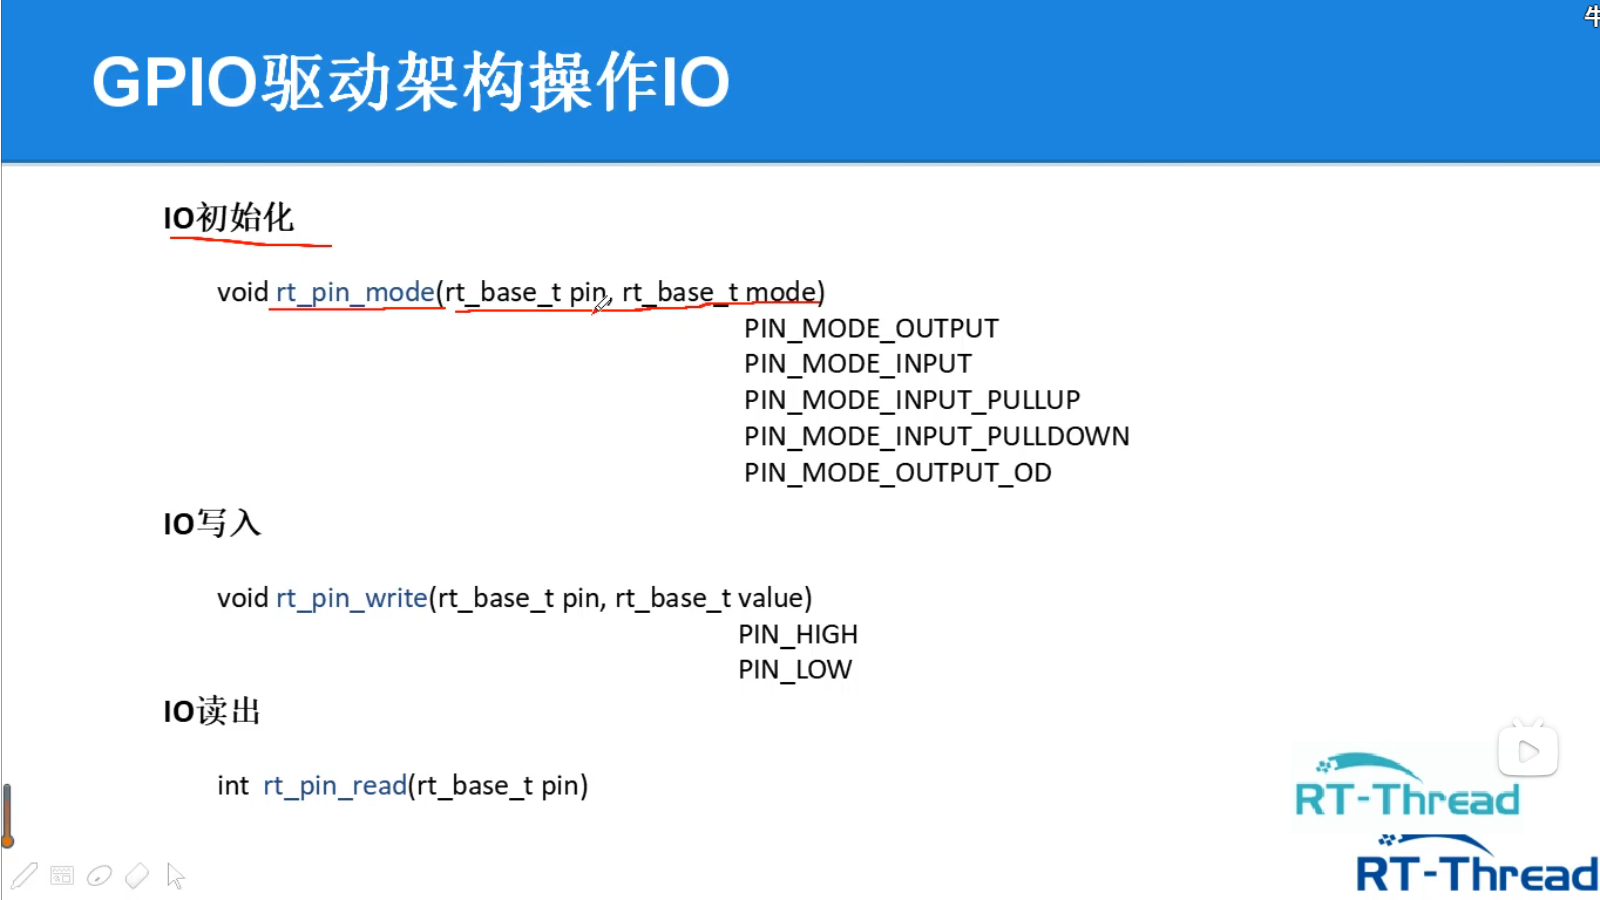 牛
GPIO驱动架构操作IO
IO初始化
void rt_pin_mode(rt_base_t pin, rt_base_t mode)
PIN_MODE_OUTPUT
PIN_MODE_INPUT
PIN_MODE_INPUT_PULLUP
PIN_MODE_INPUT_PULLDOWN
PIN_MODE_OUTPUT_OD
IO写入
void rt_pin_write(rt_base_t pin, rt_base_t value)
PIN_HIGH
PIN_LOW
IO读出
int rt_pin_read(rt_base_t pin)
RT-Thread
RT-Thread